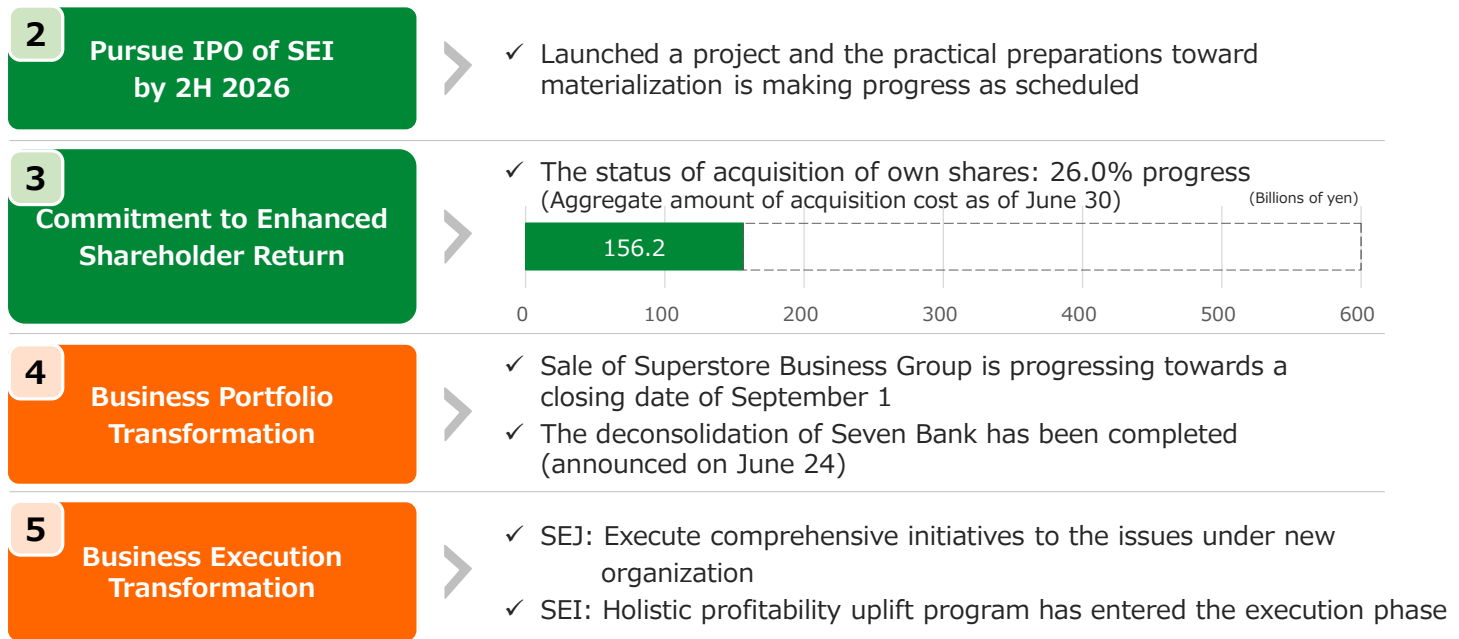 2
Pursue IPO of SEI
by 2H 2026
✓ Launched a project and the practical preparations toward
materialization is making progress as scheduled
3
Commitment to Enhanced
Shareholder Return
✓ The status of acquisition of own shares: 26.0% progress
(Aggregate amount of acquisition cost as of June 30)
(Billions of yen)
156.2
0 100 200 300 400 500 600
4
Business Portfolio
Transformation
✓ Sale of Superstore Business Group is progressing towards a
closing date of September 1
✓ The deconsolidation of Seven Bank has been completed
(announced on June 24)
5
Business Execution
Transformation
✓ SEJ: Execute comprehensive initiatives to the issues under new
organization
✓ SEI: Holistic profitability uplift program has entered the execution phase